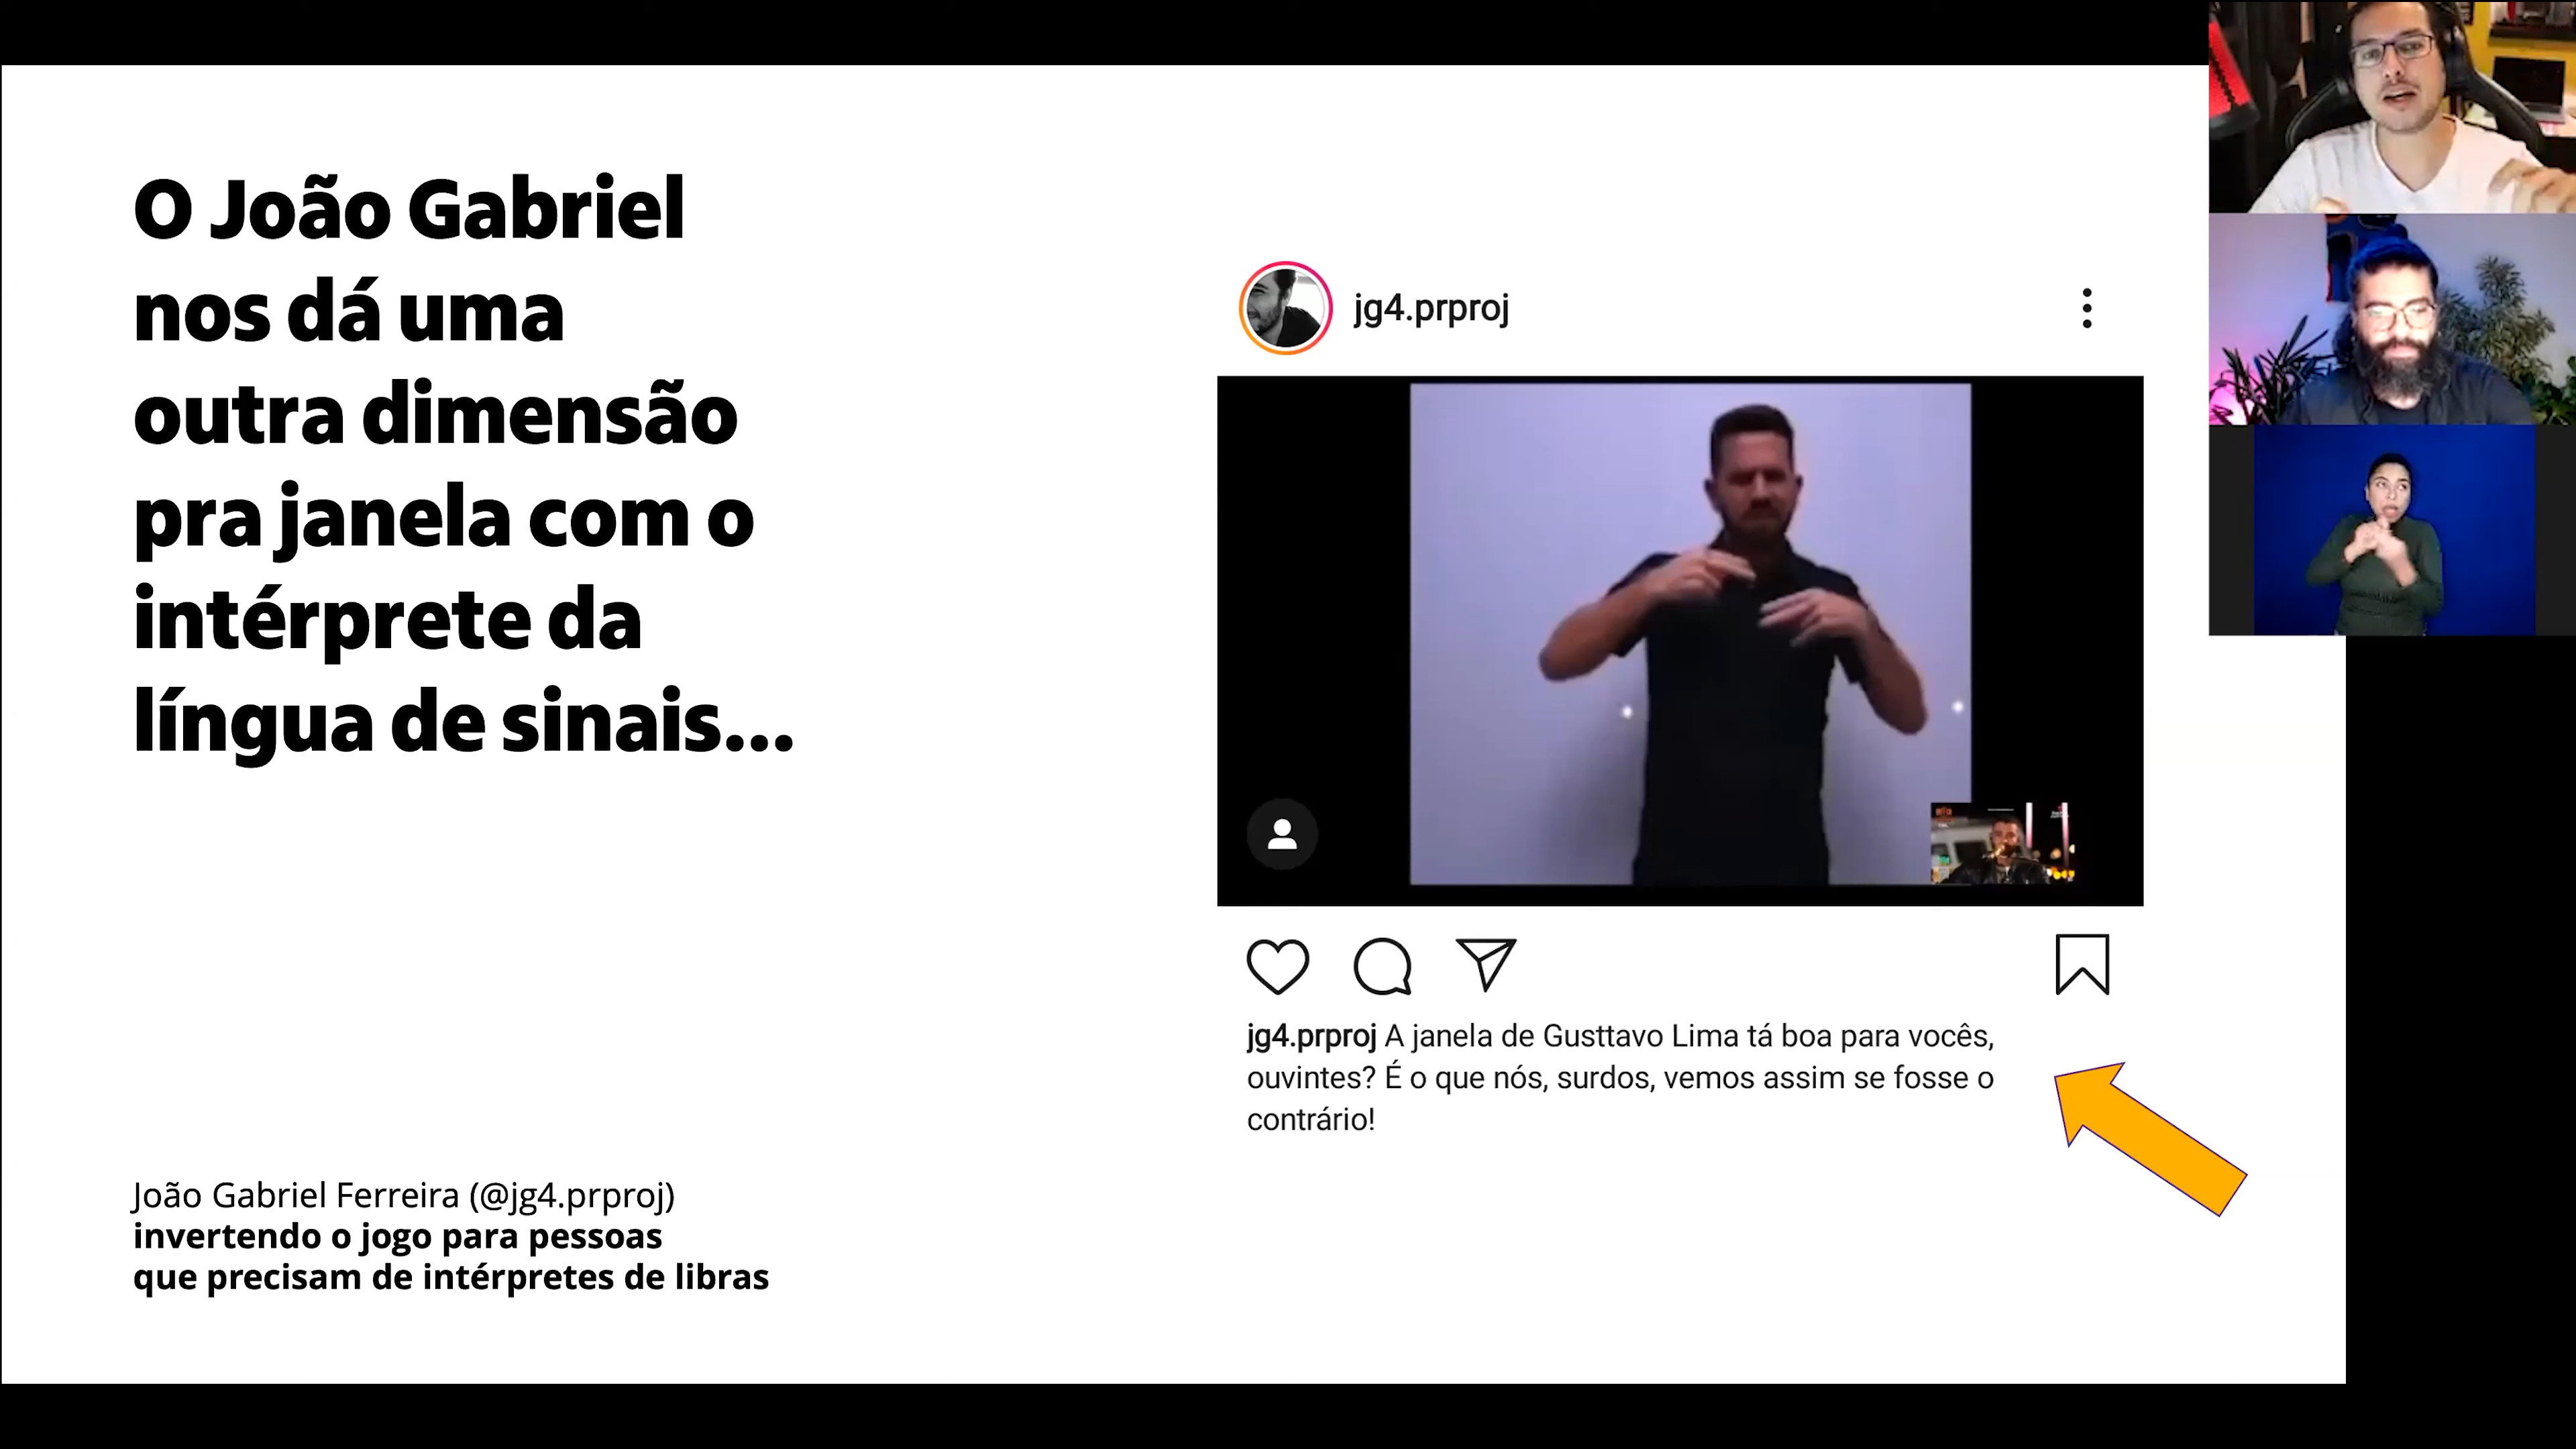 O João Gabriel
nos dá uma
outra dimensão
pra janela com o
intérprete da
língua de sinais...
João Gabriel Ferreira (@jg4.prproj)
invertendo o jogo para pessoas
que precisam de intérpretes de libras
jg4.prproj
jg4.prproj A janela de Gusttavo Lima tá boa para vocês,
ouvintes? É o que nós, surdos, vemos assim se fosse o
contrário!